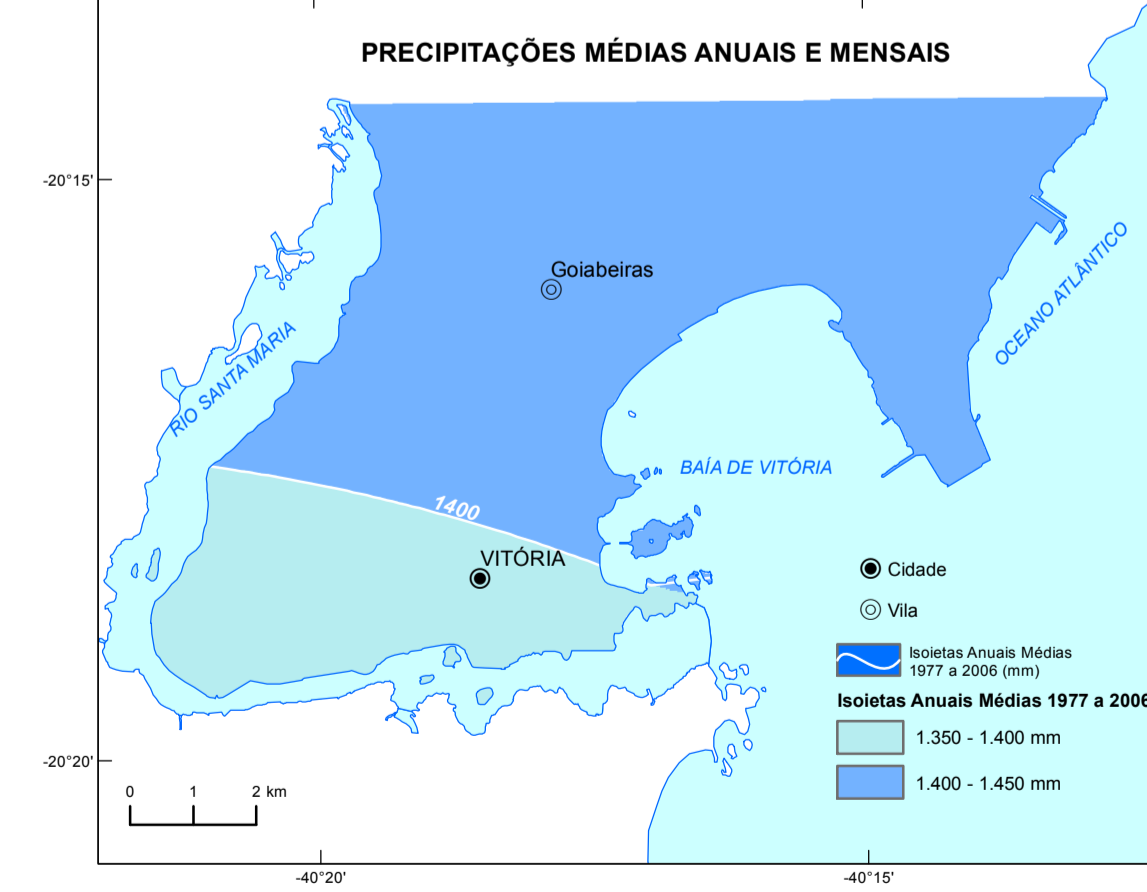 PRECIPITAÇÕES MÉDIAS ANUAIS E MENSAIS
-20°15'
Goiabeiras
OCEANO ATLÂNTICO
RIO SANTA MARIA
BAÍA DE VITÓRIA
1400
VITÓRIA
Cidade
Vila
Isoietas Anuais Médias
1977 a 2006 (mm)
Isoietas Anuais Médias 1977 a 2006
1.350 - 1.400 mm
1.400 - 1.450 mm
-20°20'
0 1 2 km
-40°20'
-40°15'